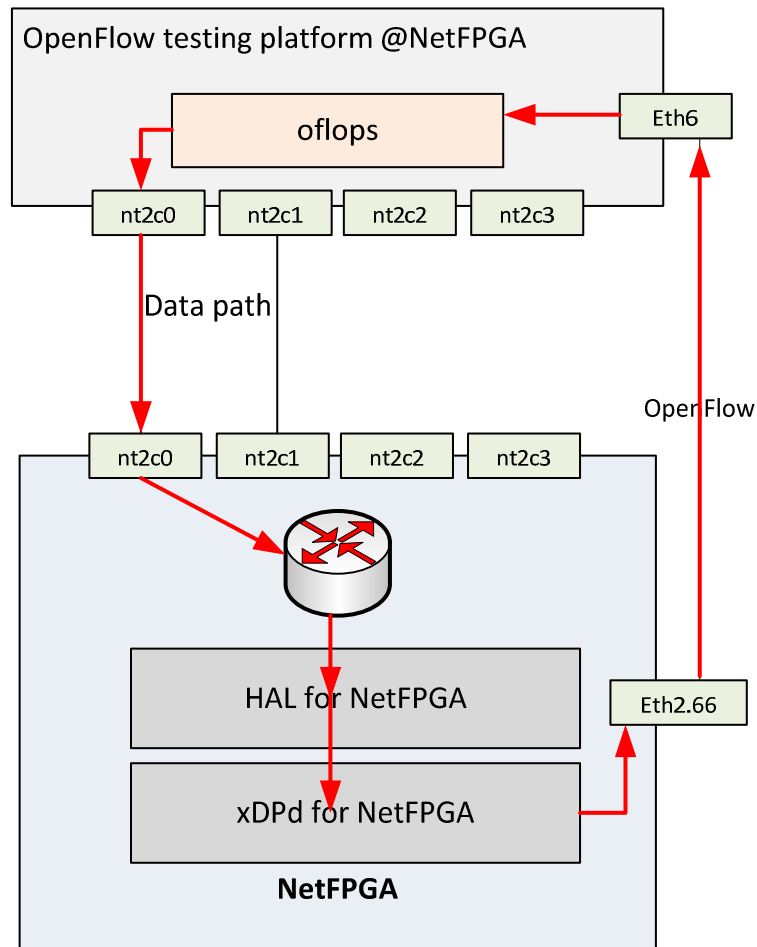 OpenFlow testing platform @NetFPGA
oflops
Eth6
nt2c0
nt2c1
nt2c2
nt2c3
Data path
OpenFlow
nt2c0
nt2c1
nt2c2
nt2c3
HAL for NetFPGA
Eth2.66
xDPd for NetFPGA
NetFPGA